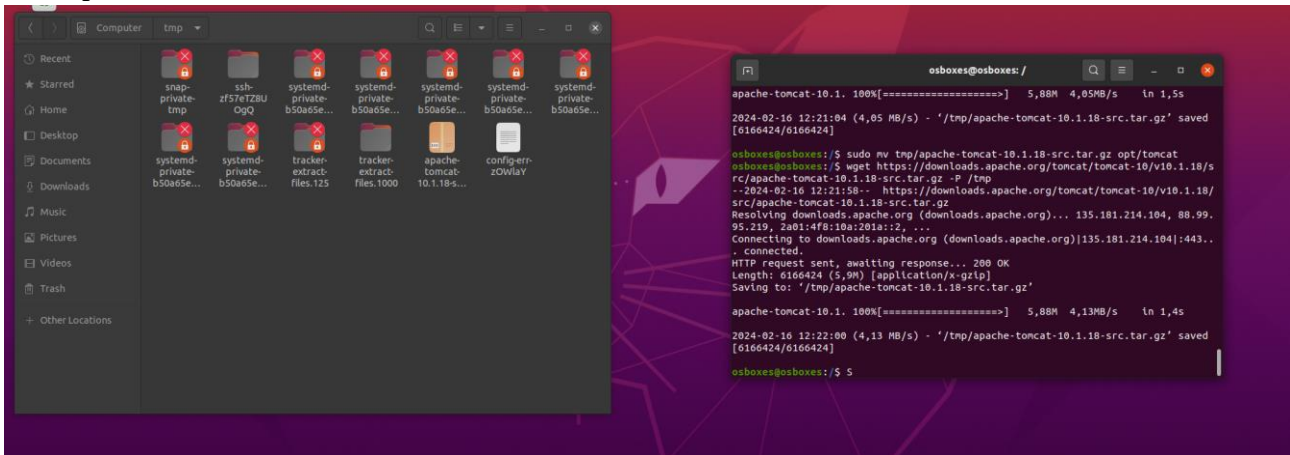 Computer tmp
Recent
Starred
Home
Desktop
Documents
Downloads
Music
Pictures
Videos
Trash
+ Other Locations
snap-
private-
tmp
ssh-
zf57eTZBU
OgQ
systemd-
private-
b50a65e...
systemd-
private-
b50a65e...
systemd-
private-
b50a65e...
systemd-
private-
b50a65e...
systemd-
private-
b50a65e...
systemd-
private-
b50a65e...
systemd-
private-
b50a65e...
tracker-
extract-
files.125
tracker-
extract-
files.1000
apache-
tomcat-
10.1.18-s...
config-err-
zOWlaY
osboxes@osboxes: /
apache-tomcat-10.1. 100%[===================>] 5,88M 4,05MB/s in 1,5s
2024-02-16 12:21:04 (4,05 MB/s) - ‘/tmp/apache-tomcat-10.1.18-src.tar.gz’ saved
[6166424/6166424]
osboxes@osboxes:/$ sudo mv tmp/apache-tomcat-10.1.18-src.tar.gz opt/tomcat
osboxes@osboxes:/$ wget https://downloads.apache.org/tomcat/tomcat-10/v10.1.18/s
rc/apache-tomcat-10.1.18-src.tar.gz -P /tmp
--2024-02-16 12:21:58-- https://downloads.apache.org/tomcat/tomcat-10/v10.1.18/
src/apache-tomcat-10.1.18-src.tar.gz
Resolving downloads.apache.org (downloads.apache.org)... 135.181.214.104, 88.99.
95.219, 2a01:4f8:10a:201a::2, ...
Connecting to downloads.apache.org (downloads.apache.org)|135.181.214.104|:443..
. connected.
HTTP request sent, awaiting response... 200 OK
Length: 6166424 (5,9M) [application/x-gzip]
Saving to: ‘/tmp/apache-tomcat-10.1.18-src.tar.gz’
apache-tomcat-10.1. 100%[===================>] 5,88M 4,13MB/s in 1,4s
2024-02-16 12:22:00 (4,13 MB/s) - ‘/tmp/apache-tomcat-10.1.18-src.tar.gz’ saved
[6166424/6166424]
osboxes@osboxes:/$ S